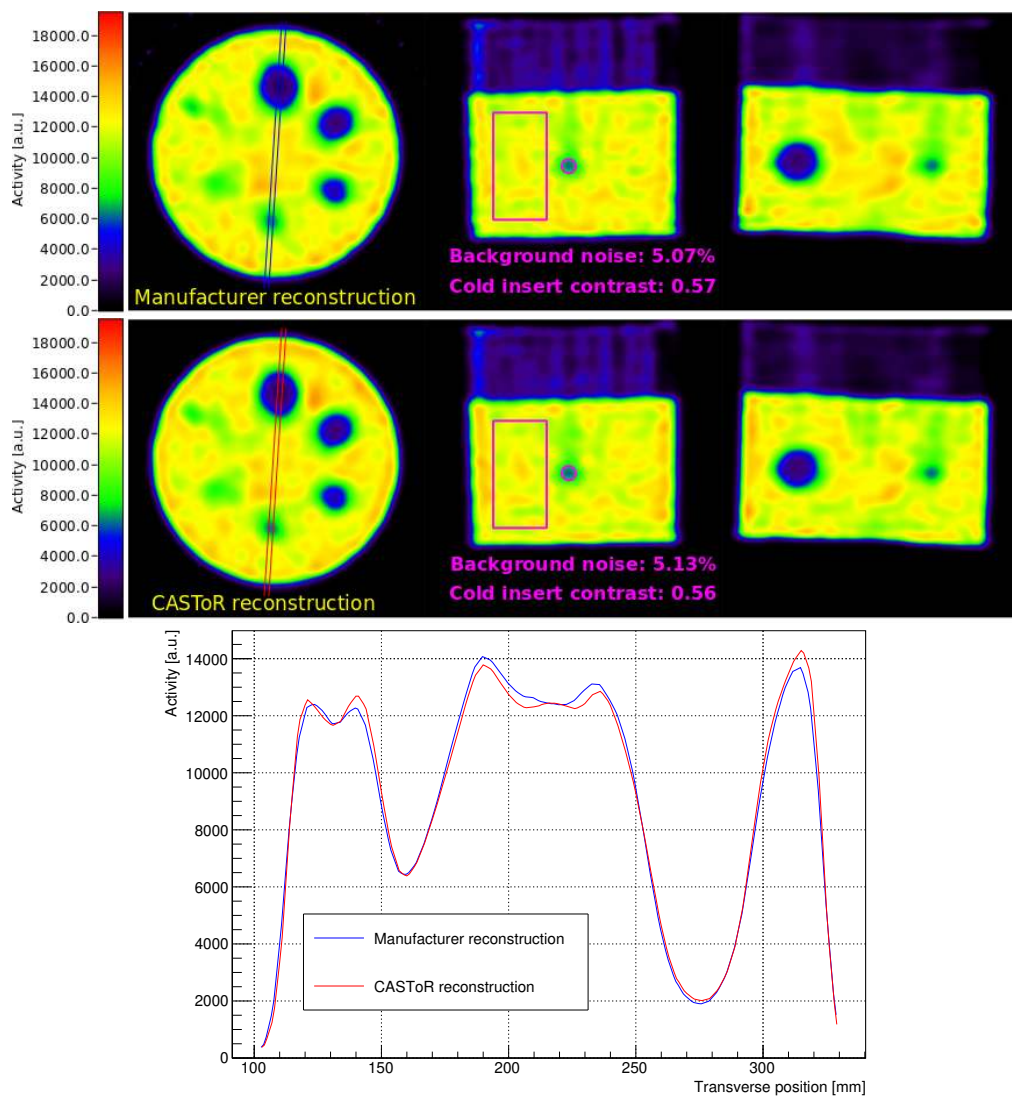 18000.0
16000.0
14000.0
12000.0
10000.0
8000.0
6000.0
4000.0
2000.0
0.0
Activity [a.u.]
Manufacturer reconstruction
Background noise: 5.07%
Cold insert contrast: 0.57
18000.0
16000.0
14000.0
12000.0
10000.0
8000.0
6000.0
4000.0
2000.0
0.0
Activity [a.u.]
CASToR reconstruction
Background noise: 5.13%
Cold insert contrast: 0.56
Activity [a.u.]
14000
12000
10000
8000
6000
4000
2000
0
Manufacturer reconstruction
CASToR reconstruction
100 150 200 250 300
Transverse position [mm]